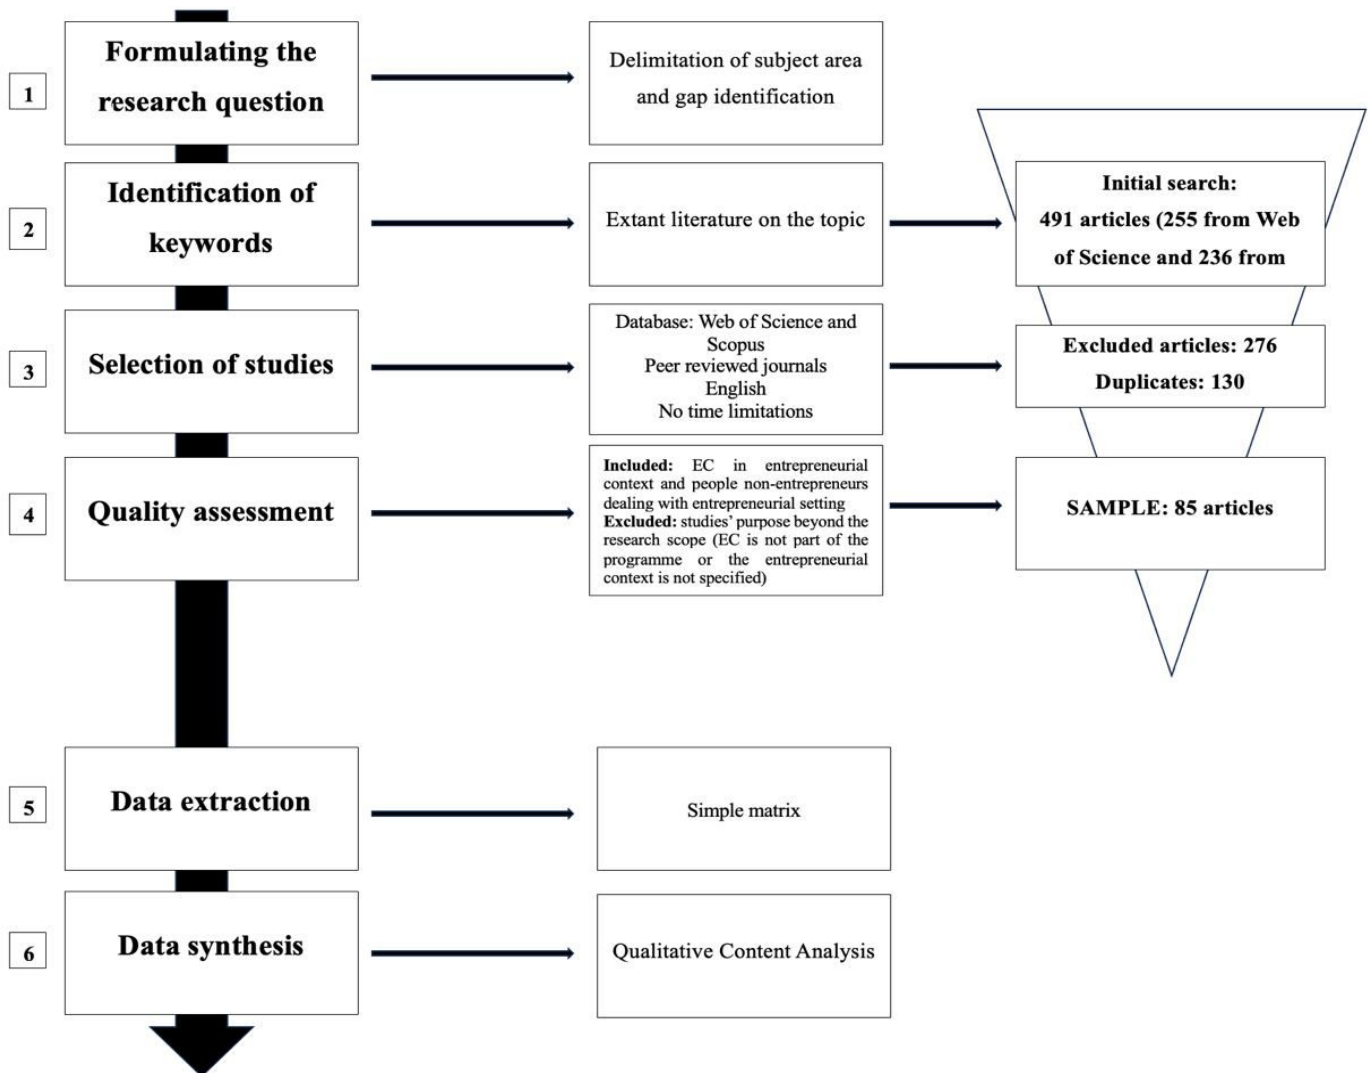 1
Formulating the
research question
Delimitation of subject area
and gap identification
2
Identification of
keywords
Extant literature on the topic
Initial search:
491 articles (255 from Web
of Science and 236 from
3
Selection of studies
Database: Web of Science and
Scopus
Peer reviewed journals
English
No time limitations
Excluded articles: 276
Duplicates: 130
4
Quality assessment
Included: EC in entrepreneurial
context and people non-entrepreneurs
dealing with entrepreneurial setting
Excluded: studies’ purpose beyond the
research scope (EC is not part of the
programme or the entrepreneurial
context is not specified)
SAMPLE: 85 articles
5
Data extraction
Simple matrix
6
Data synthesis
Qualitative Content Analysis